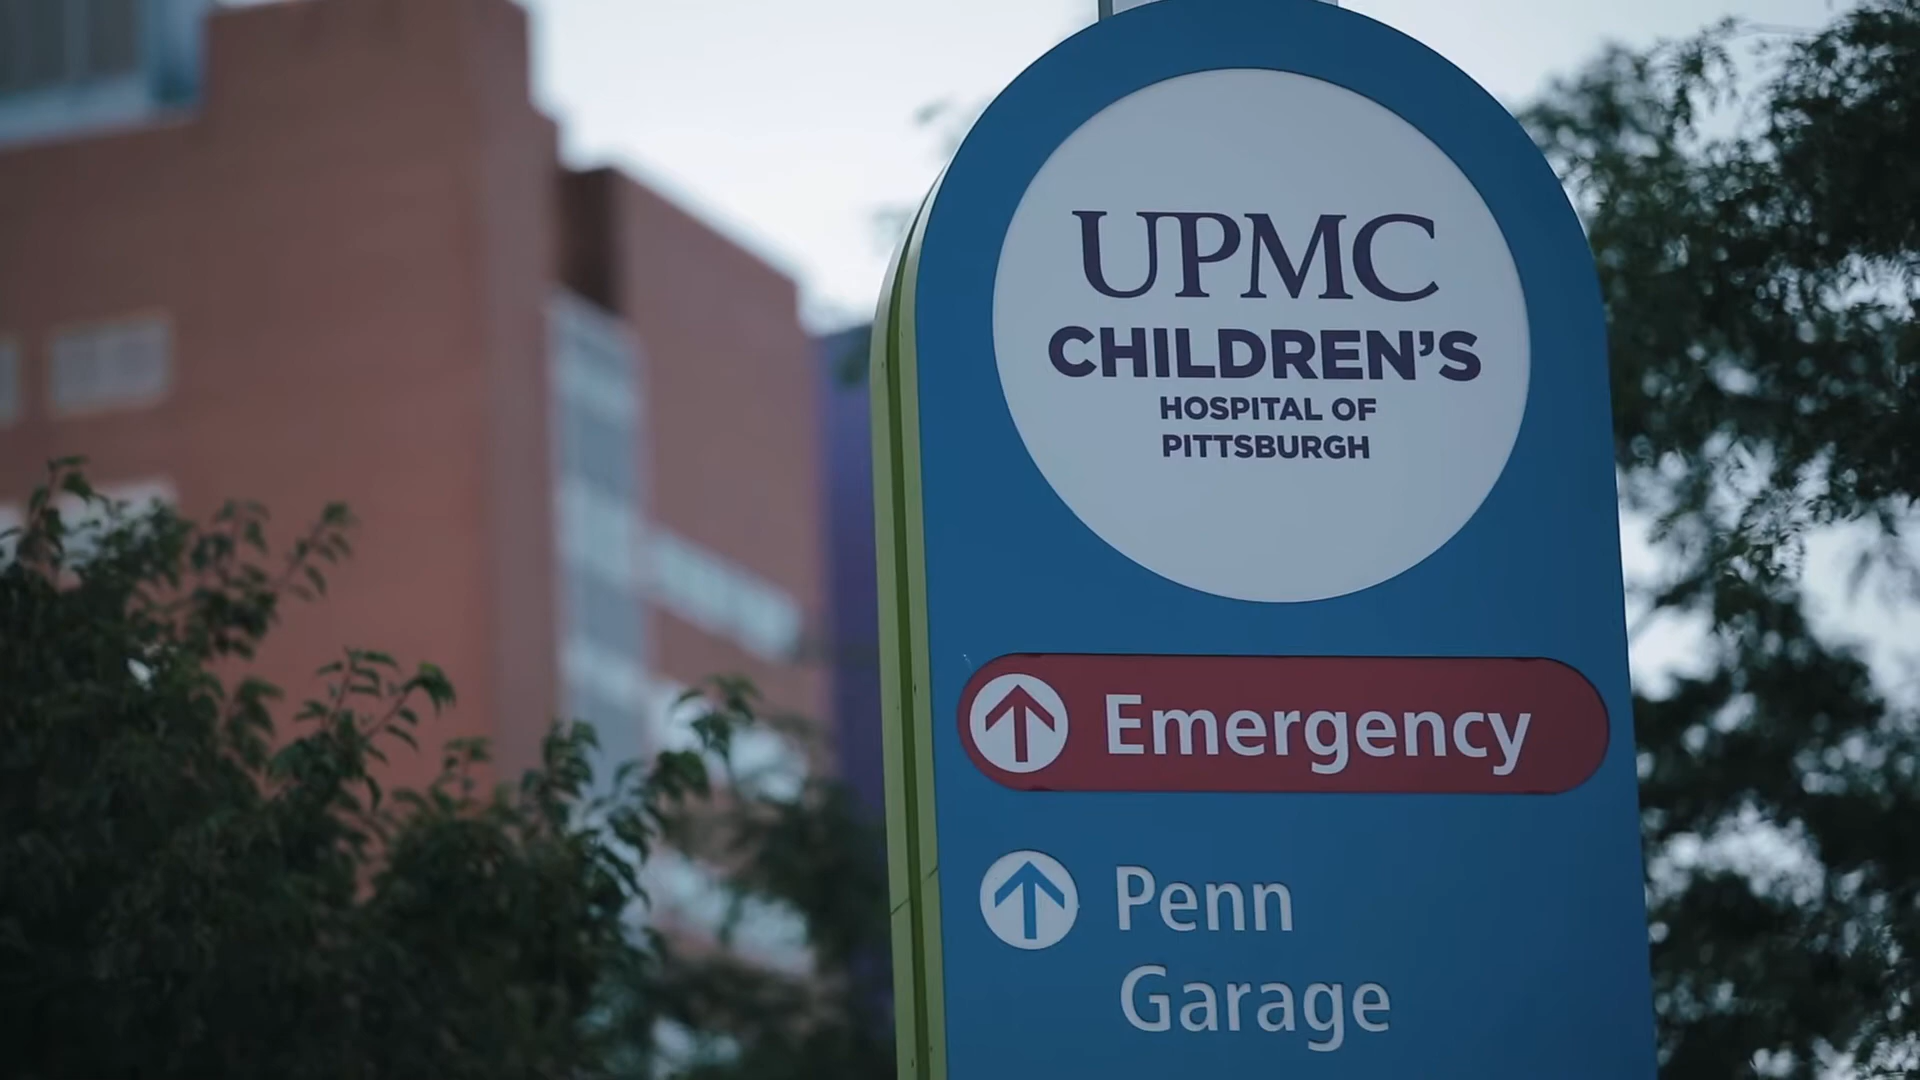 UPMC
CHILDREN'S
HOSPITAL OF
PITTSBURGH
Emergency
Penn
Garage